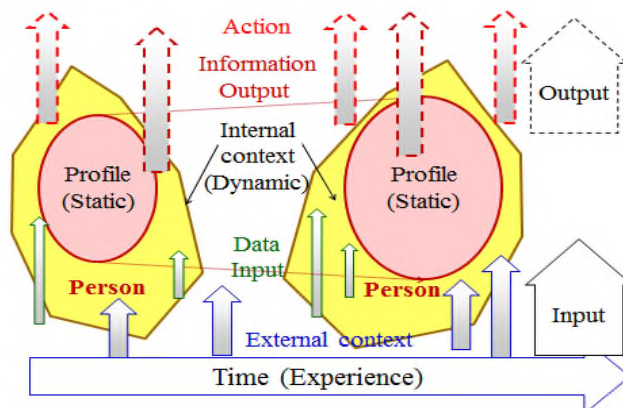 Action
Information
Output
Output
Internal
context
(Dynamic)
Profile
(Static)
Profile
(Static)
Data
Input
Person
Person
Input
External context
Time (Experience)